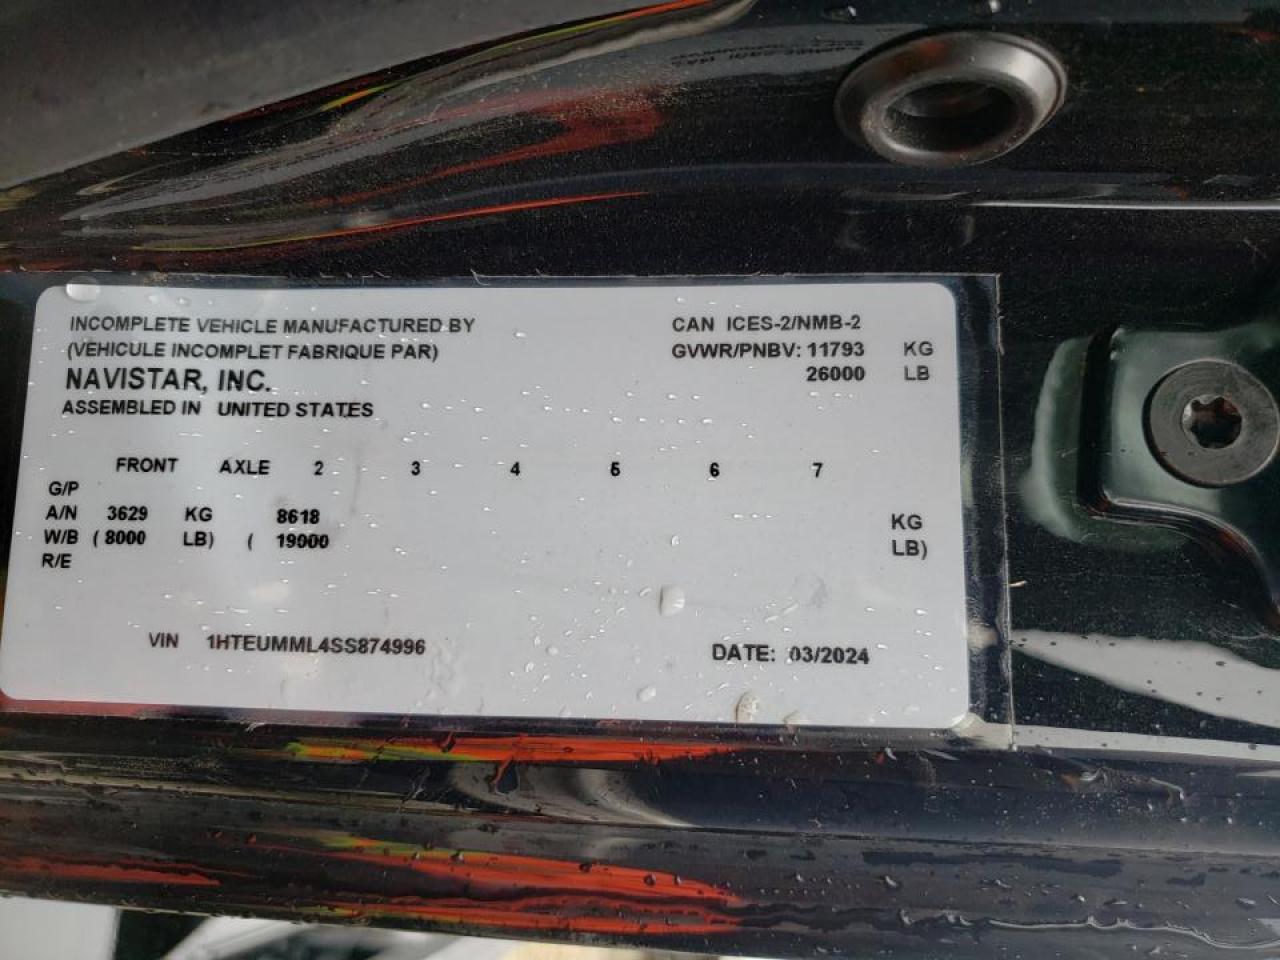 INCOMPLETE VEHICLE MANUFACTURED BY
(VEHICULE INCOMPLET FABRIQUE PAR)
NAVISTAR, INC.
ASSEMBLED IN UNITED STATES
CAN ICES-2/NMB-2
GVWR/PNBV: 11793 KG
26000 LB
FRONT AXLE 2 3 4 5 6 7
G/P
A/N 3629 KG 8618 KG
W/B ( 8000 LB) ( 19000 LB)
R/E
VIN 1HTEUMML4SS874996
DATE: 03/2024